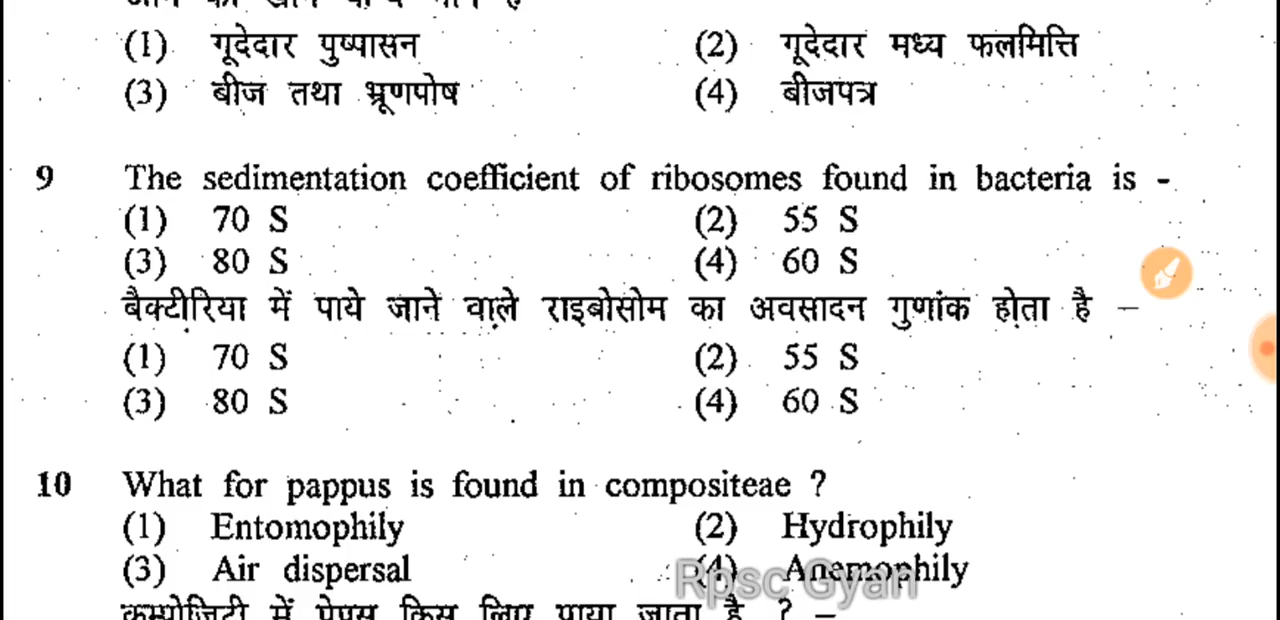 (1) गूदेदार पुष्पासन (2) गूदेदार मध्य फलमित्ति
(3) बीज तथा भ्रूणपोष (4) बीजपत्र
9 The sedimentation coefficient of ribosomes found in bacteria is -
(1) 70 S (2) 55 S
(3) 80 S (4) 60 S
बैक्टीरिया में पाये जाने वाले राइबोसोम का अवसादन गुणांक होता है –
(1) 70 S (2) 55 S
(3) 80 S (4) 60 S
10 What for pappus is found in compositeae ?
(1) Entomophily (2) Hydrophily
(3) Air dispersal (4) Anemophily
Rpsc Gyan
कम्पोजिटी में पेपस किस लिए पाया जाता है ? –